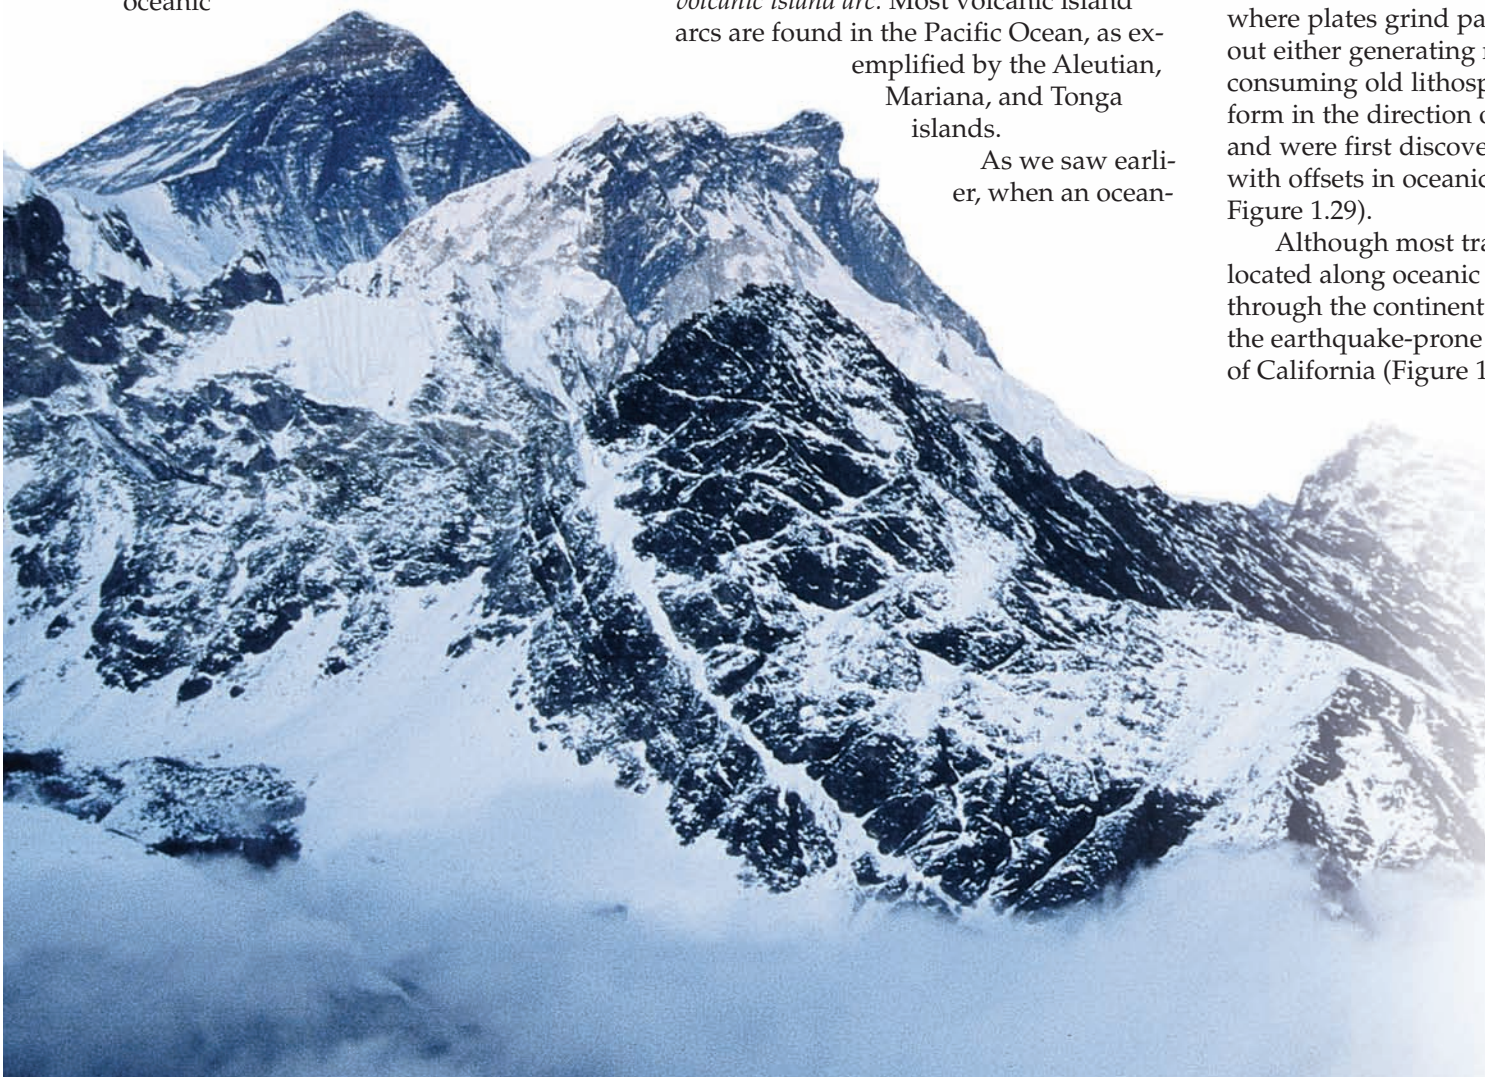 oceanic
volcanic island arc. Most volcanic island
arcs are found in the Pacific Ocean, as ex-
emplified by the Aleutian,
Mariana, and Tonga
islands.
As we saw earli-
er, when an ocean-
where plates grind pa
out either generating
consuming old lithosp
form in the direction
and were first discove
with offsets in oceanic
Figure 1.29).
Although most tra
located along oceanic
through the continent
the earthquake-prone
of California (Figure 1